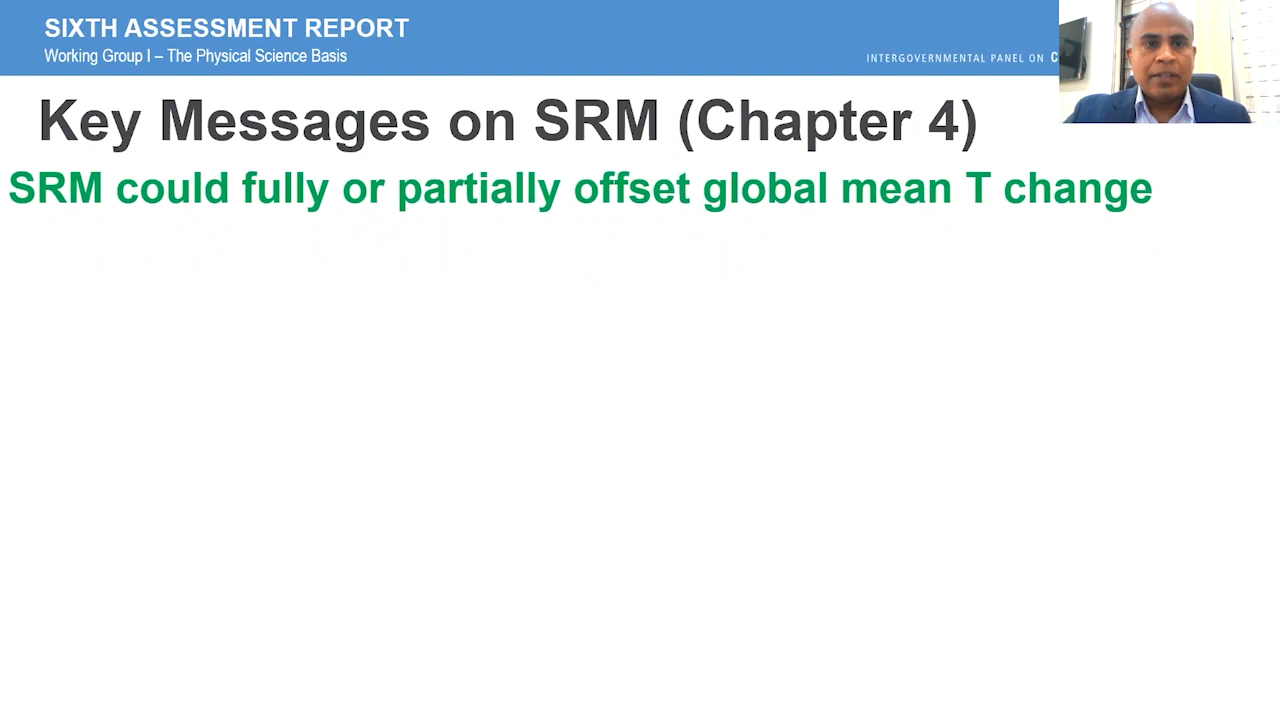 SIXTH ASSESSMENT REPORT
Working Group I – The Physical Science Basis
INTERGOVERNMENTAL PANEL ON C
Key Messages on SRM (Chapter 4)
SRM could fully or partially offset global mean T change